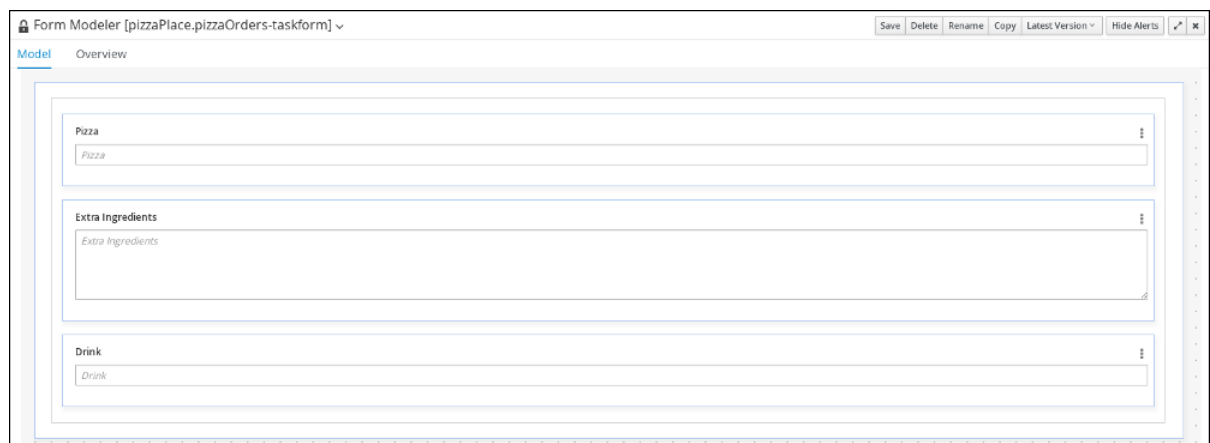 Form Modeler [pizzaPlace.pizzaOrders-taskform]
Save Delete Rename Copy Latest Version Hide Alerts
Model Overview
Pizza
Pizza
Extra Ingredients
Extra Ingredients
Drink
Drink